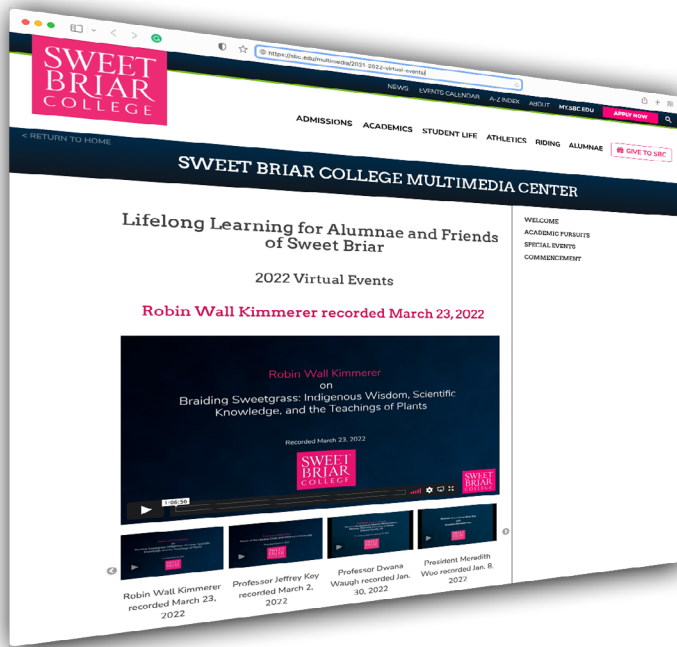 https://sbc.edu/multimedia/2021-2022-virtual-events/
SWEET
BRIAR
COLLEGE
NEWS EVENTS CALENDAR A-Z INDEX ABOUT MY.SBC.EDU APPLY NOW
ADMISSIONS ACADEMICS STUDENT LIFE ATHLETICS RIDING ALUMNAE GIVE TO SBC
< RETURN TO HOME
SWEET BRIAR COLLEGE MULTIMEDIA CENTER
Lifelong Learning for Alumnae and Friends
of Sweet Briar
2022 Virtual Events
Robin Wall Kimmerer recorded March 23, 2022
WELCOME
ACADEMIC PURSUITS
SPECIAL EVENTS
COMMENCEMENT
Robin Wall Kimmerer
on
Braiding Sweetgrass: Indigenous Wisdom, Scientific
Knowledge, and the Teachings of Plants
Recorded March 23, 2022
SWEET
BRIAR
COLLEGE
SWEET
BRIAR
COLLEGE
1:06:56
Robin Wall Kimmerer
recorded March 23,
2022
Professor Jeffrey Key
recorded March 2,
2022
Professor Dwana
Waugh recorded Jan.
30, 2022
President Meredith
Woo recorded Jan. 8,
2022